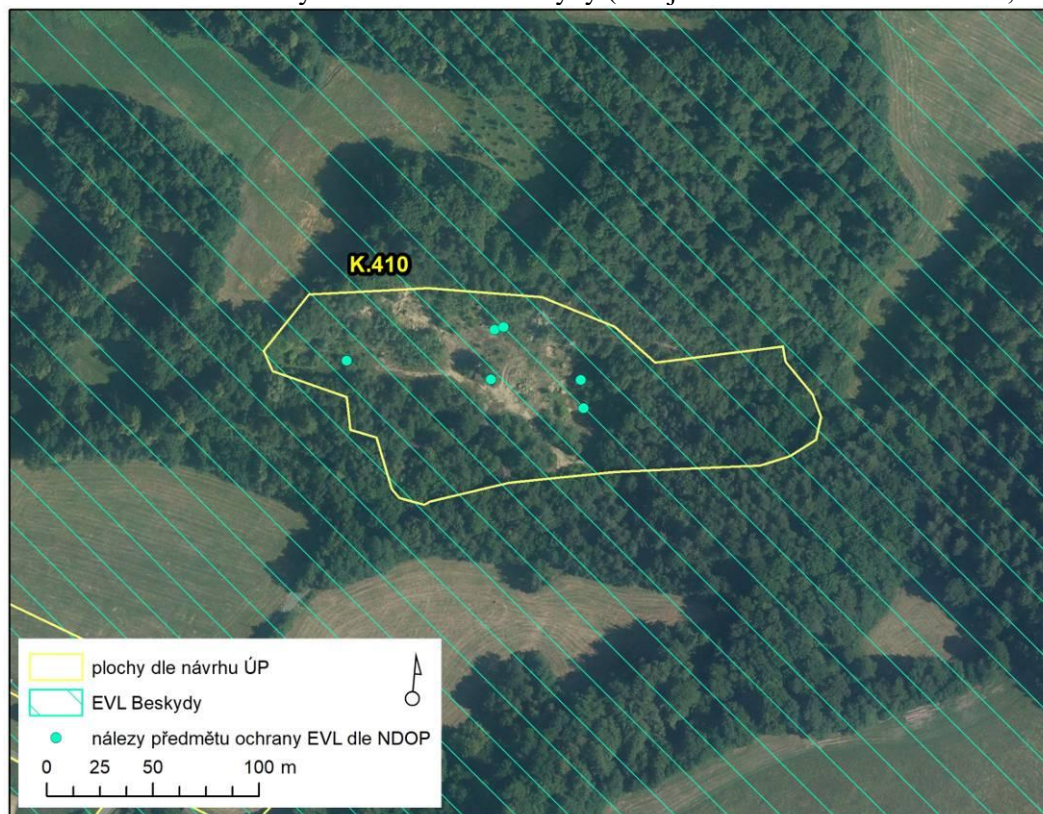 K.410
plochy dle návrhu ÚP
EVL Beskydy
nálezy předmětu ochrany EVL dle NDOP
0 25 50 100 m